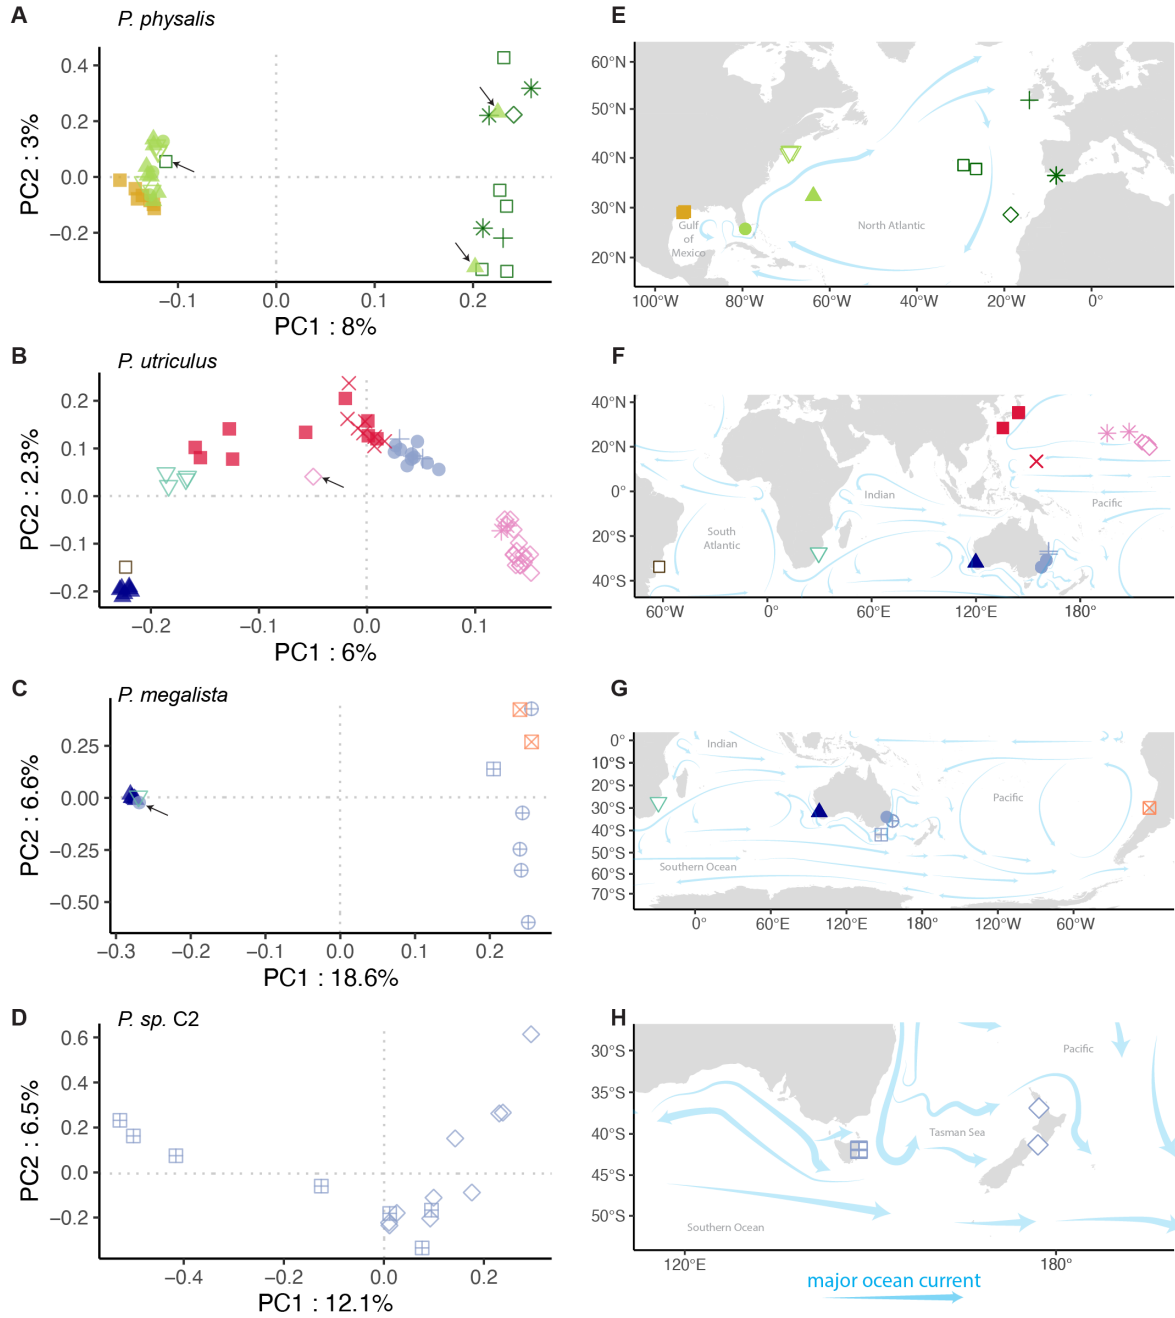 A
P. physalis
0.4
0.2
0.0
−0.2
PC2 : 3%
−0.1
0.0
0.1
0.2
PC1 : 8%
E
60°N
50°N
40°N
30°N
20°N
Gulf
of
Mexico
North Atlantic
100°W
80°W
60°W
40°W
20°W
0°
B
P. utriculus
0.2
0.1
0.0
−0.1
−0.2
PC2 : 2.3%
−0.2
−0.1
0.0
0.1
PC1 : 6%
F
40°N
20°N
0°
20°S
40°S
Indian
Pacific
South
Atlantic
60°W
0°
60°E
120°E
180°
C
P. megalista
0.25
0.00
−0.25
−0.50
PC2 : 6.6%
−0.3
−0.2
−0.1
0.0
0.1
0.2
PC1 : 18.6%
G
0°
10°S
20°S
30°S
40°S
50°S
60°S
70°S
Indian
Pacific
Southern Ocean
0°
60°E
120°E
180°
120°W
60°W
D
P. sp. C2
0.6
0.4
0.2
0.0
−0.2
PC2 : 6.5%
−0.4
−0.2
0.0
0.2
PC1 : 12.1%
H
30°S
35°S
40°S
45°S
50°S
Pacific
Tasman Sea
Southern Ocean
120°E
180°
major ocean current